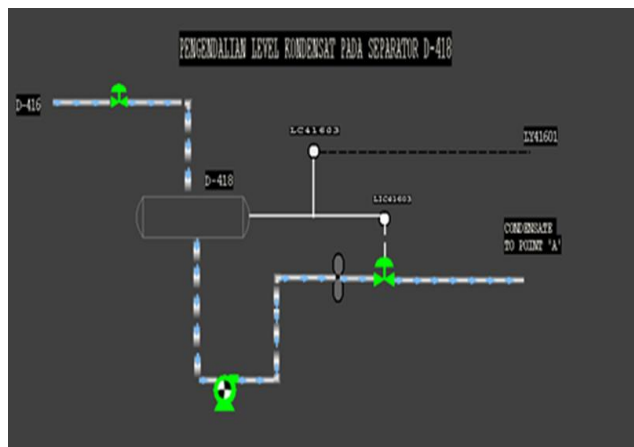 PENGENDALIAN LEVEL KONDENSAT PADA SEPARATOR D-418
D-416
LC41603
LY41601
D-418
LIC41603
CONDENSATE
TO POINT 'A'